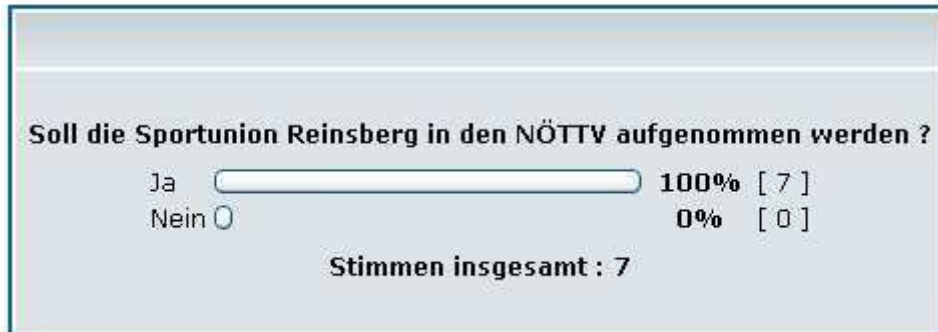 Soll die Sportunion Reinsberg in den NÖTTV aufgenommen werden ?
Ja 100% [ 7 ]
Nein 0% [ 0 ]
Stimmen insgesamt : 7